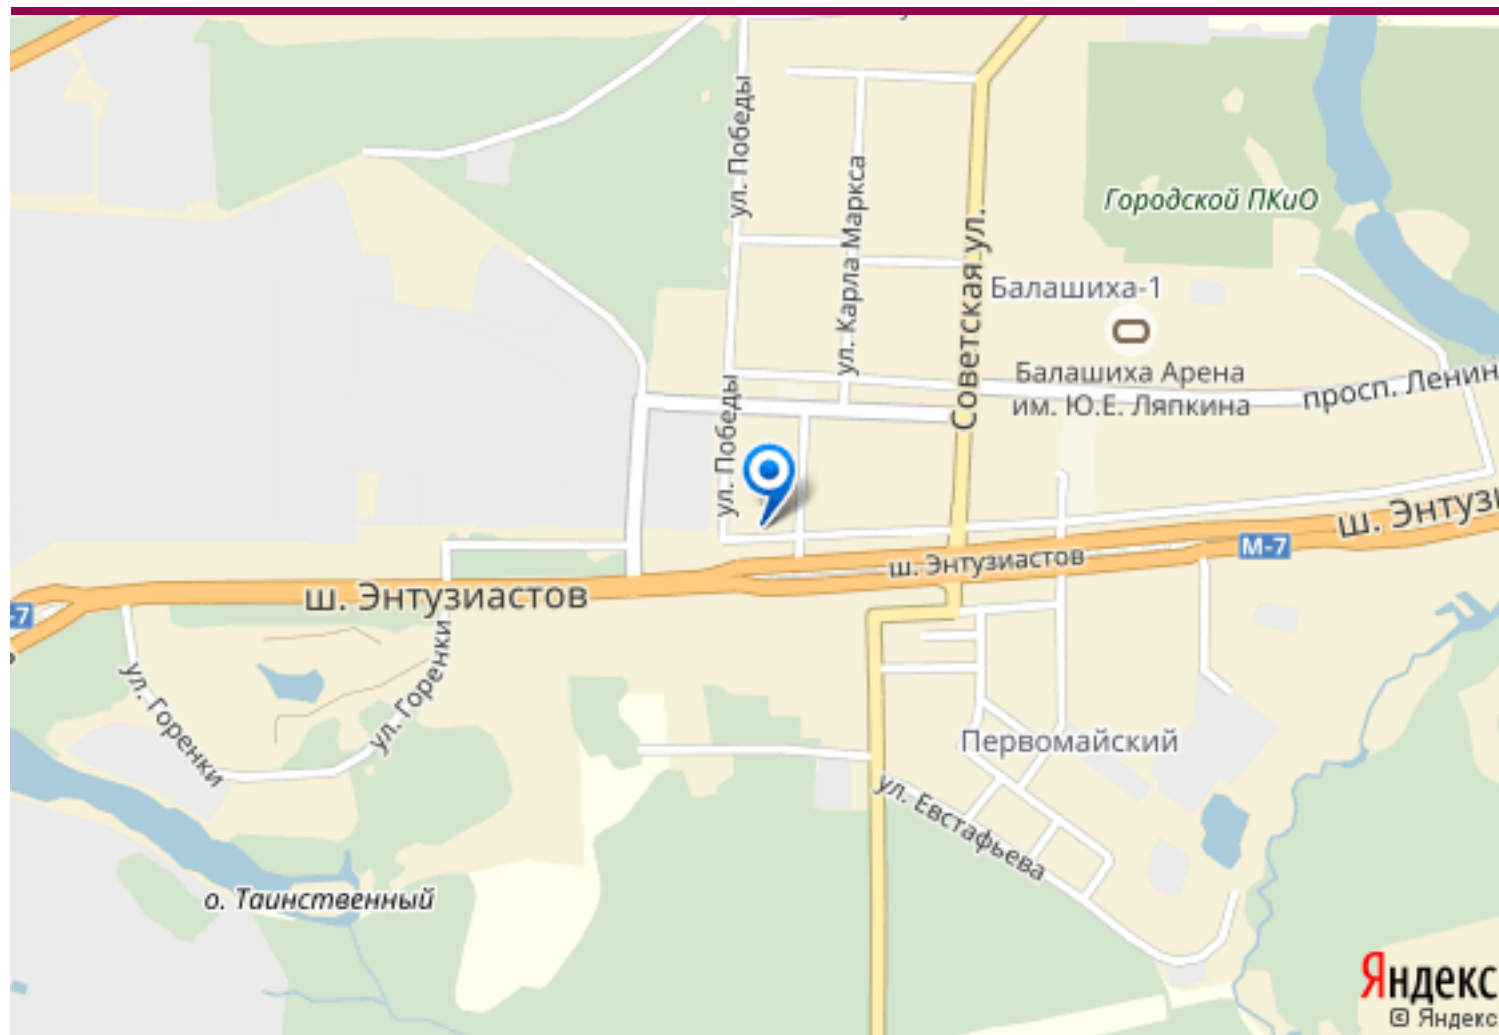 ул. Победы
ул. Карла Маркса
Советская ул.
Городской ПКиО
Балашиха-1
Балашиха Арена
им. Ю.Е. Ляпкина
просп. Ленин
ул. Победы
ш. Энтузи
М-7
ш. Энтузиастов
ш. Энтузиастов
-7
ул. Горенки
ул. Горенки
Первомайский
ул. Евстафьева
о. Таинственный
Яндекс
© Яндекс